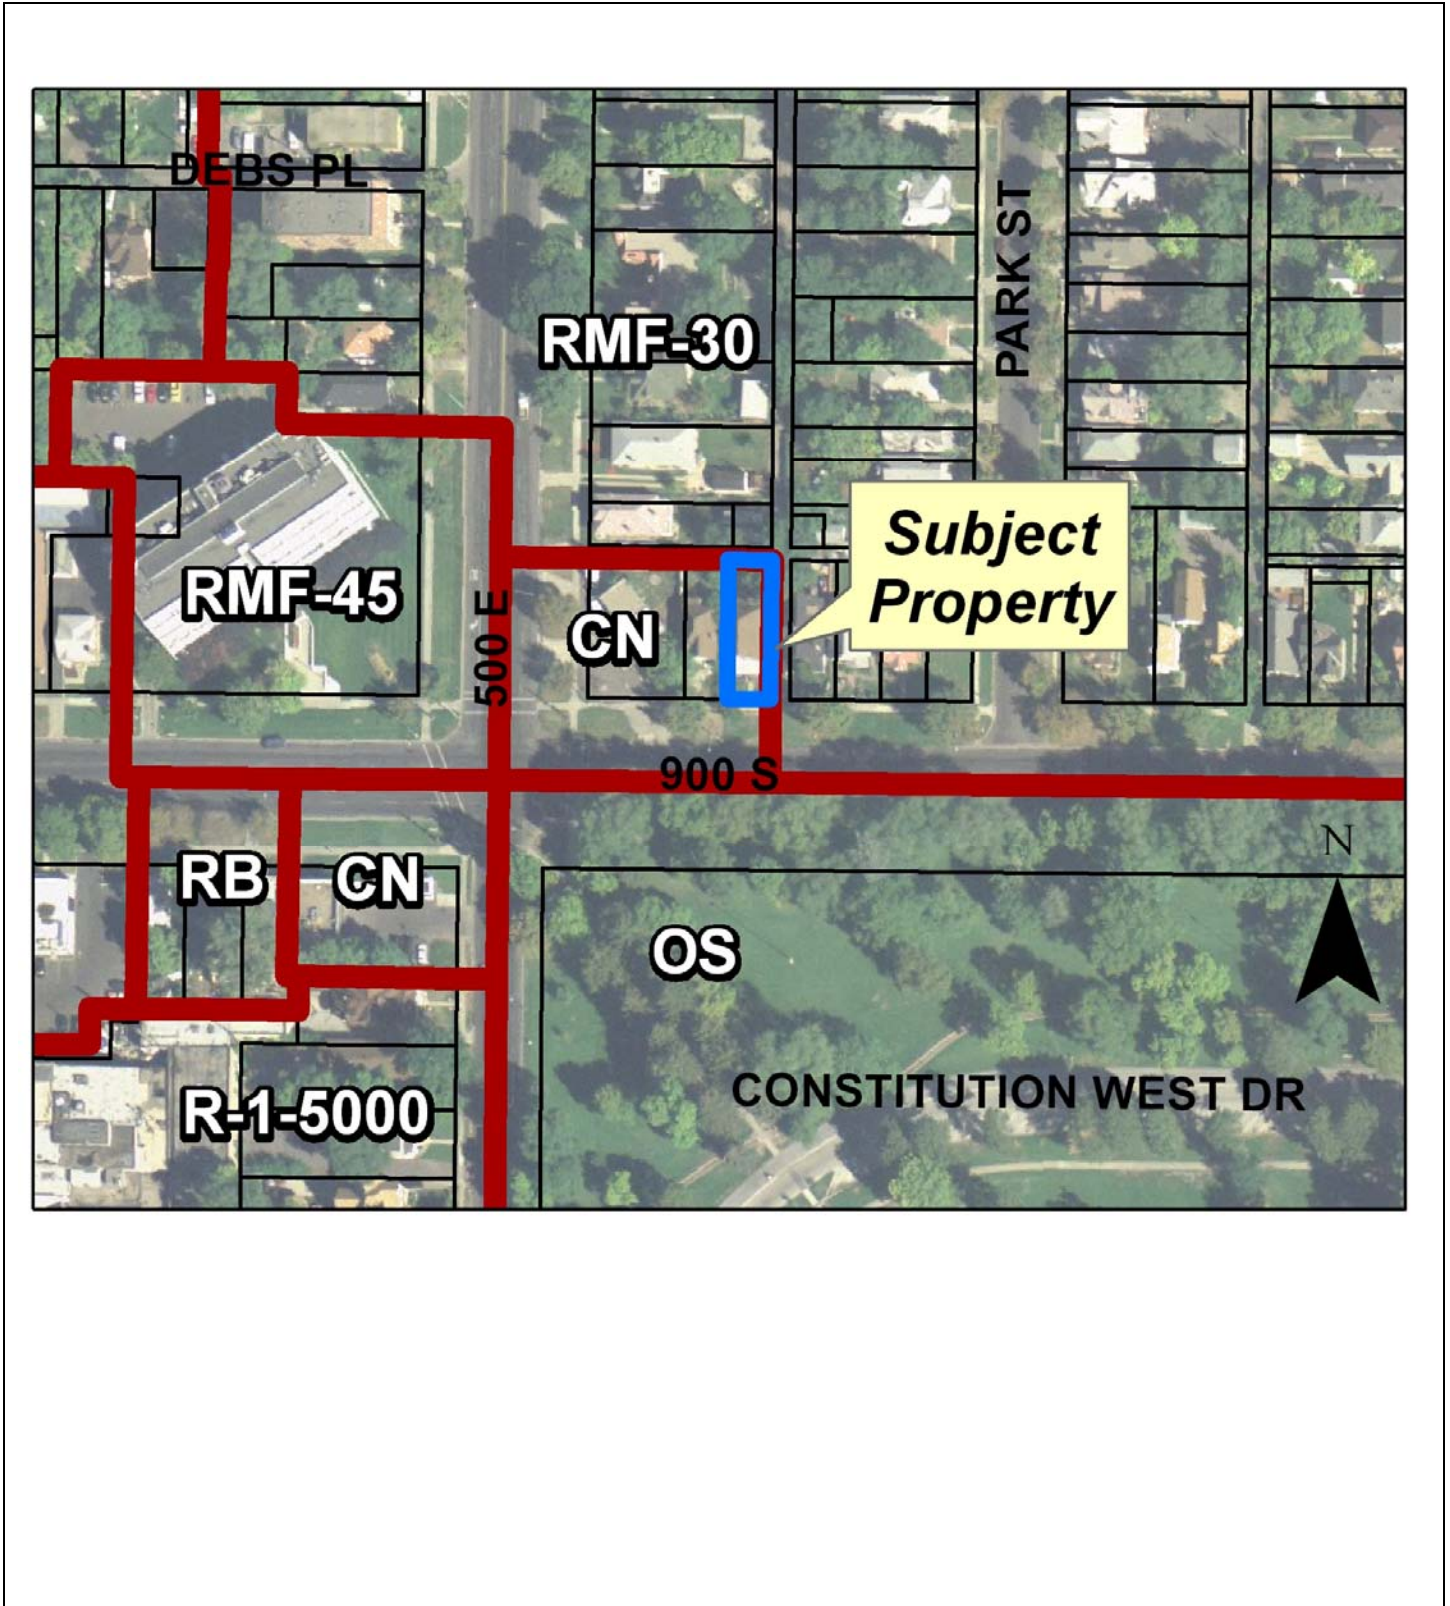 DEBS PL
PARK ST
RMF-30
Subject
Property
RMF-45
500 E
CN
900 S
N
RB
CN
OS
CONSTITUTION WEST DR
R-1-5000